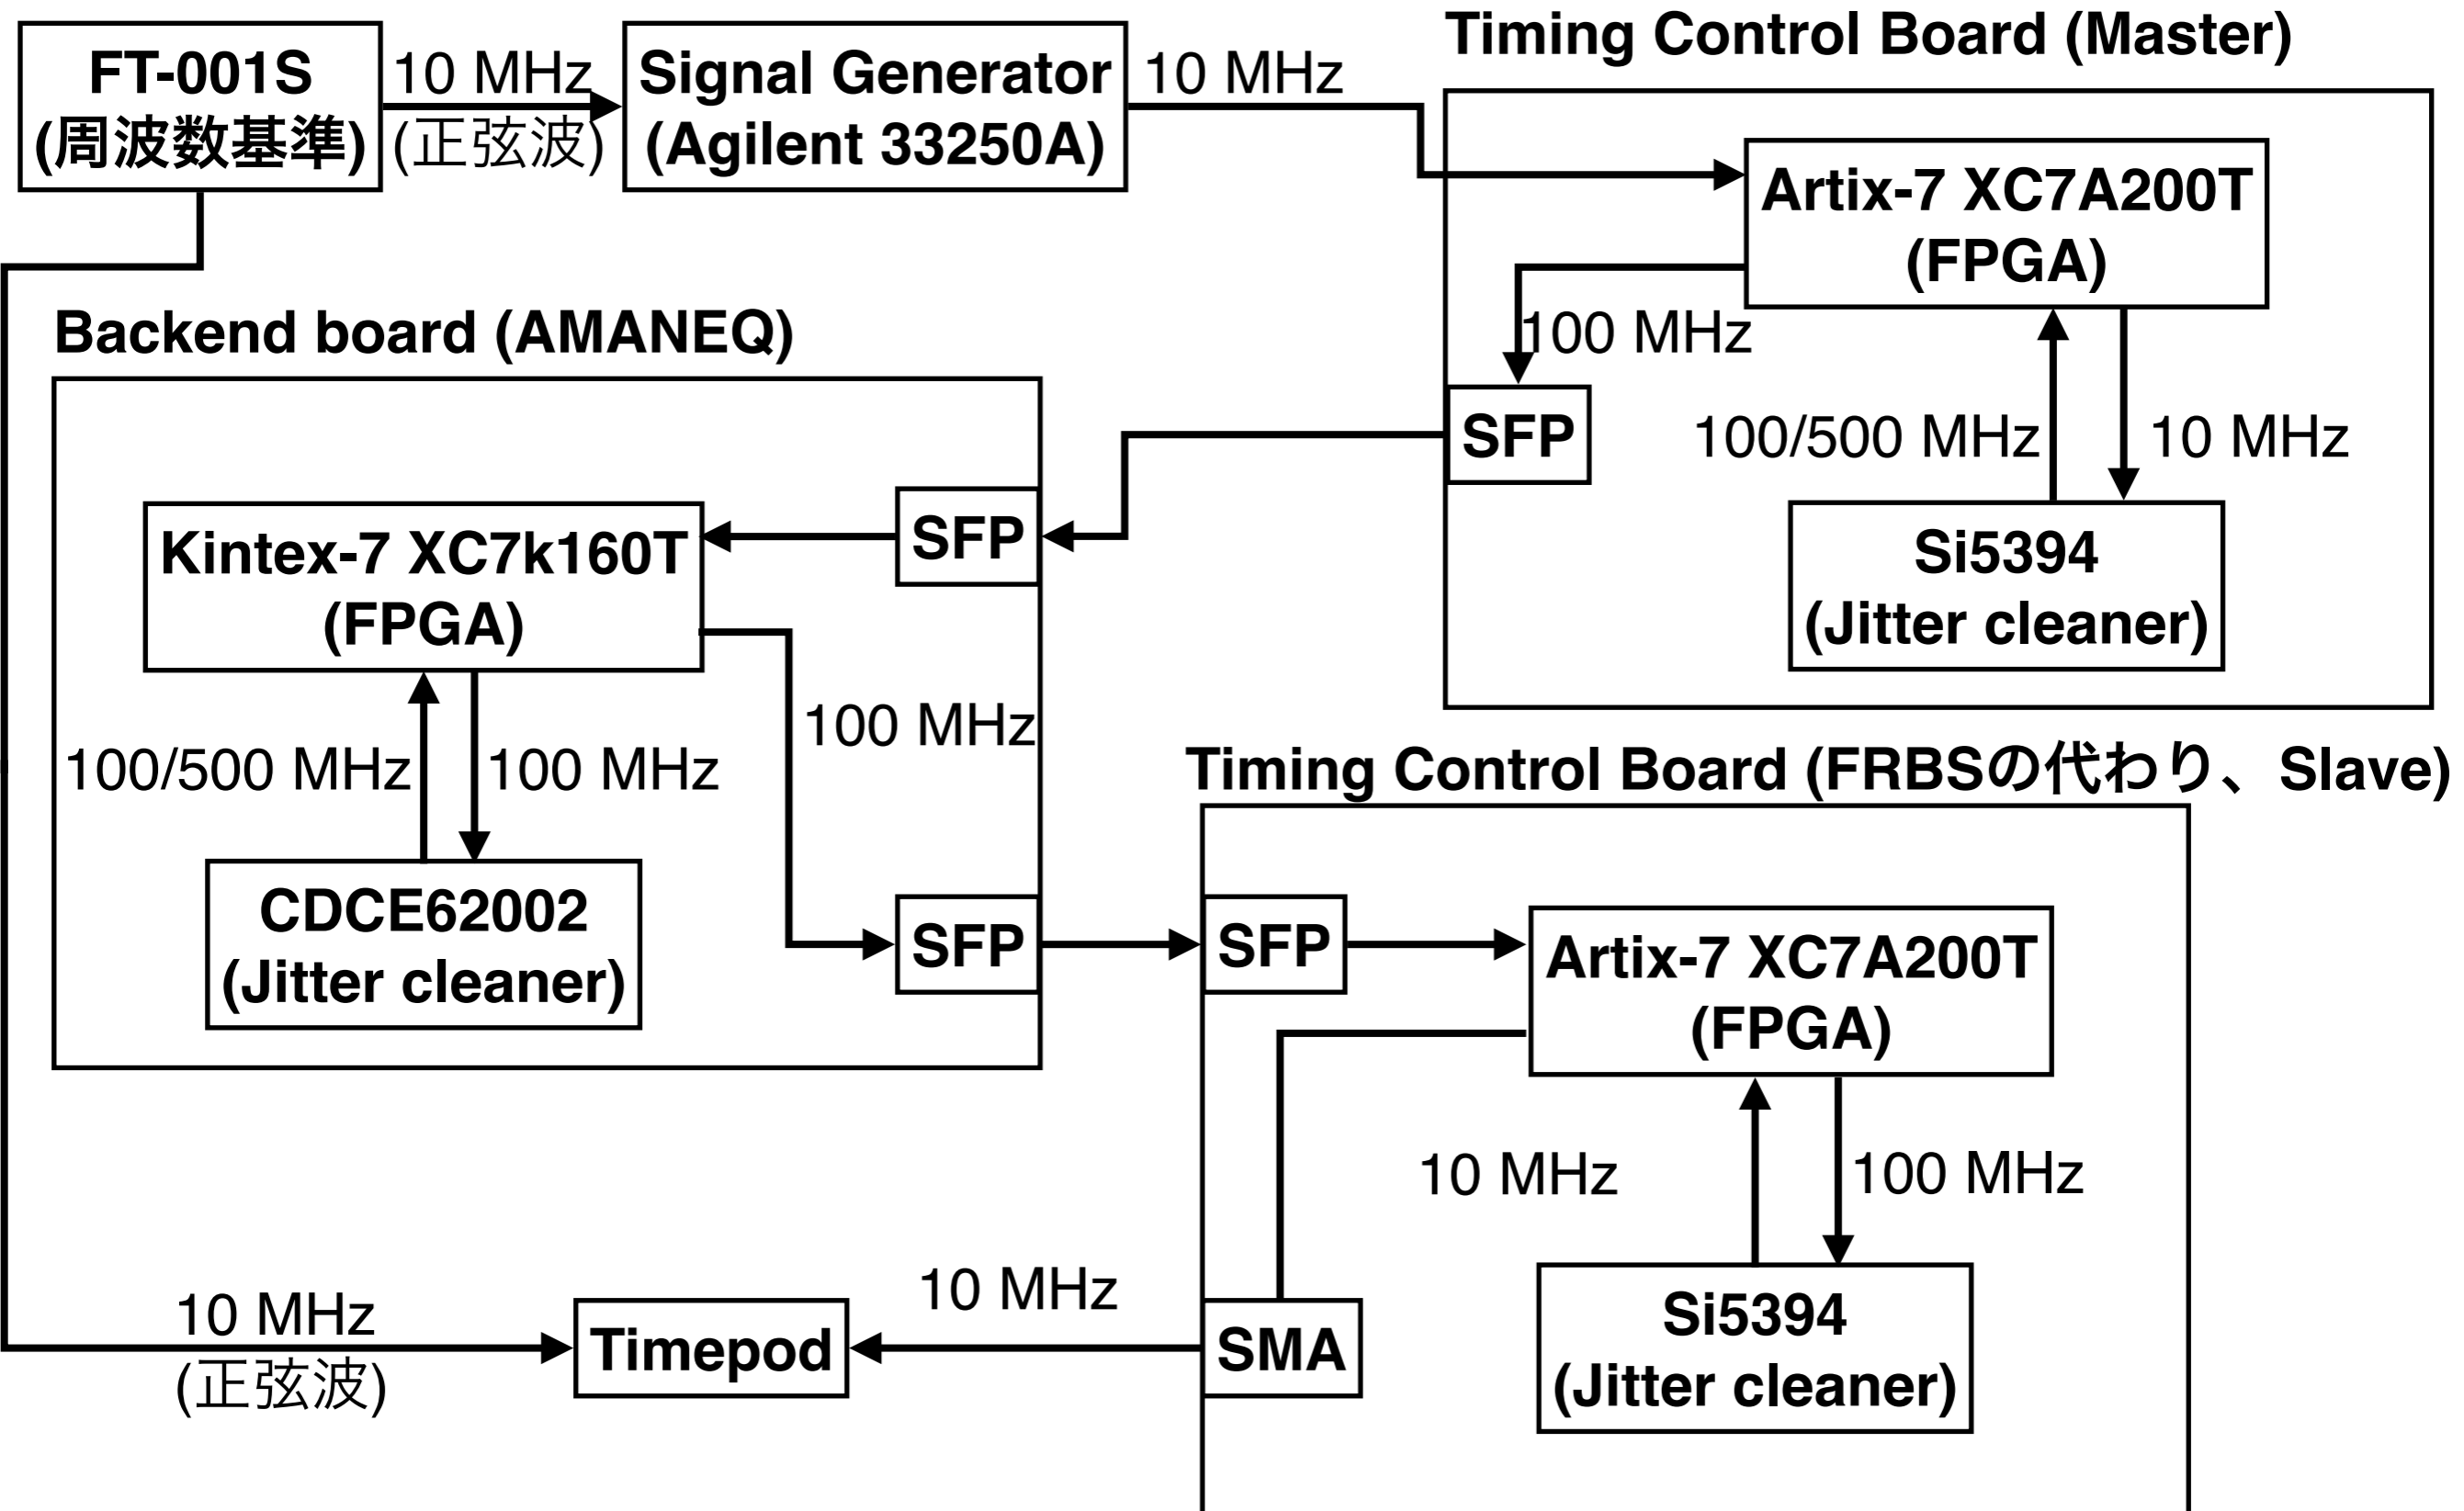 FT-001S
(周波数基準)
10 MHz
(正弦波)
Signal Generator
(Agilent 33250A)
10 MHz
Timing Control Board (Master)
Artix-7 XC7A200T
(FPGA)
100 MHz
SFP
100/500 MHz
10 MHz
Si5394
(Jitter cleaner)
Backend board (AMANEQ)
SFP
Kintex-7 XC7k160T
(FPGA)
100 MHz
100/500 MHz
100 MHz
CDCE62002
(Jitter cleaner)
SFP
Timing Control Board (FRBSの代わり、Slave)
SFP
Artix-7 XC7A200T
(FPGA)
10 MHz
100 MHz
Si5394
(Jitter cleaner)
SMA
10 MHz
Timepod
10 MHz
(正弦波)